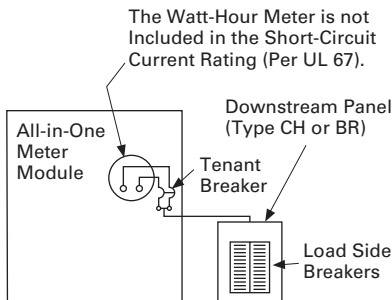 The Watt-Hour Meter is not
Included in the Short-Circuit
Current Rating (Per UL 67).
Downstream Panel
(Type CH or BR)
All-in-One
Meter
Module
Tenant
Breaker
Load Side
Breakers